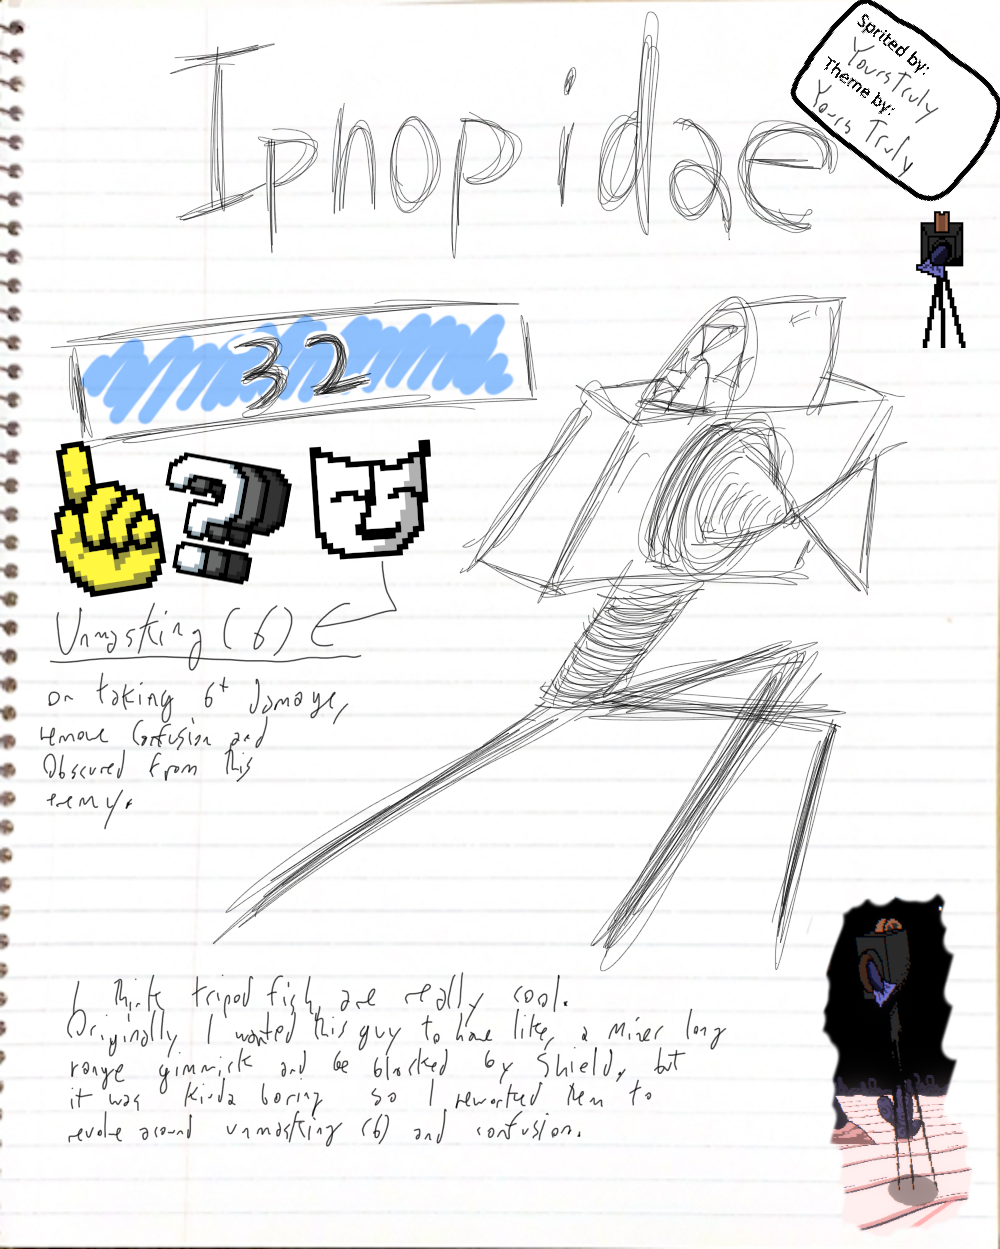 Ipnopidae
Sprited by:
Yours Truly
Theme by:
Yours Truly
32
?
Unmasking (6)
on taking 6+ damage,
remove Confusion and
Obscured from this
enemy.
I think tripod fish are really cool.
Originally I wanted this guy to have like, a Miner long
range gimmick and be blocked by Shield, but
it was kinda boring so I reworked them to
revolve around unmasking (6) and confusion.